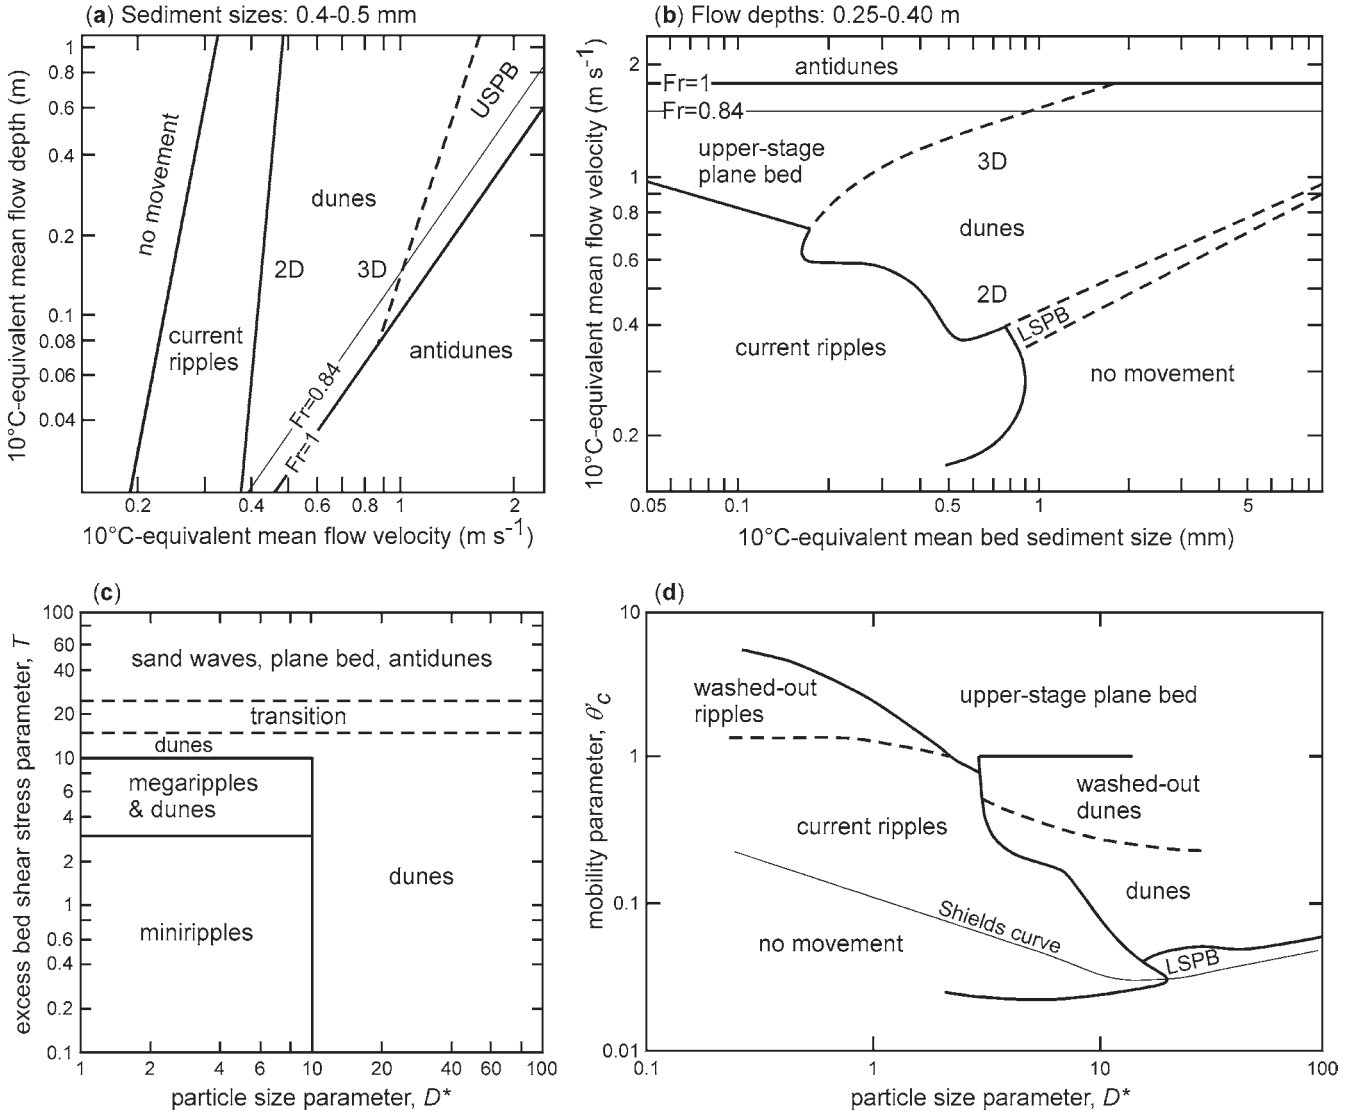 (a) Sediment sizes: 0.4-0.5 mm
10°C-equivalent mean flow depth (m)
1
0.8
0.6
0.4
0.2
0.1
0.08
0.06
0.04
no movement
current
ripples
2D
dunes
3D
USPB
antidunes
Fr=0.84
Fr=1
0.2
0.4
0.6
0.8
1
2
10°C-equivalent mean flow velocity (m s-1)
(b) Flow depths: 0.25-0.40 m
10°C-equivalent mean flow velocity (m s-1)
2
1
0.8
0.6
0.4
0.2
antidunes
Fr=1
Fr=0.84
upper-stage
plane bed
3D
dunes
2D
LSPB
current ripples
no movement
0.05
0.1
0.5
1
5
10°C-equivalent mean bed sediment size (mm)
(c)
excess bed shear stress parameter, T
100
60
40
20
10
6
4
2
1
0.6
0.4
0.2
0.1
sand waves, plane bed, antidunes
transition
dunes
megaripples
& dunes
dunes
miniripples
1
2
4
6
10
20
40
60
100
particle size parameter, D*
(d)
mobility parameter, θ'c
10
1
0.1
0.01
washed-out
ripples
upper-stage plane bed
washed-out
dunes
current ripples
dunes
Shields curve
no movement
LSPB
0.1
1
10
100
particle size parameter, D*